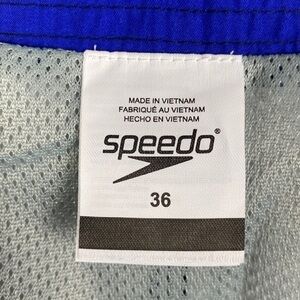 MADE IN VIETNAM
FABRIQUÉ AU VIETNAM
HECHO EN VIETNAM
speedo®
36